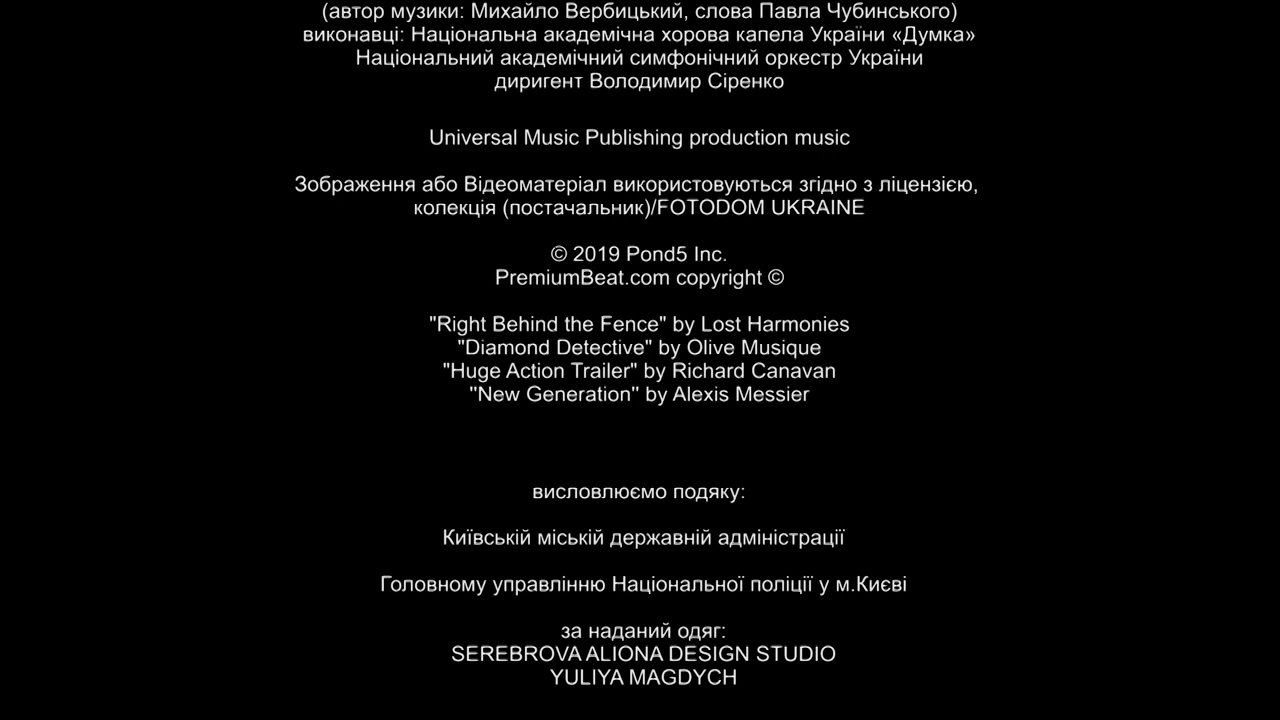 (автор музики: Михайло Вербицький, слова Павла Чубинського)
виконавці: Національна академічна хорова капела України «Думка»
Національний академічний симфонічний оркестр України
диригент Володимир Сіренко
Universal Music Publishing production music
Зображення або Відеоматеріал використовуються згідно з ліцензією,
колекція (постачальник)/FOTODOM UKRAINE
© 2019 Pond5 Inc.
PremiumBeat.com copyright ©
"Right Behind the Fence" by Lost Harmonies
"Diamond Detective" by Olive Musique
"Huge Action Trailer" by Richard Canavan
"New Generation" by Alexis Messier
висловлюємо подяку:
Київській міській державній адміністрації
Головному управлінню Національної поліції у м.Києві
за наданий одяг:
SEREBROVA ALIONA DESIGN STUDIO
YULIYA MAGDYCH